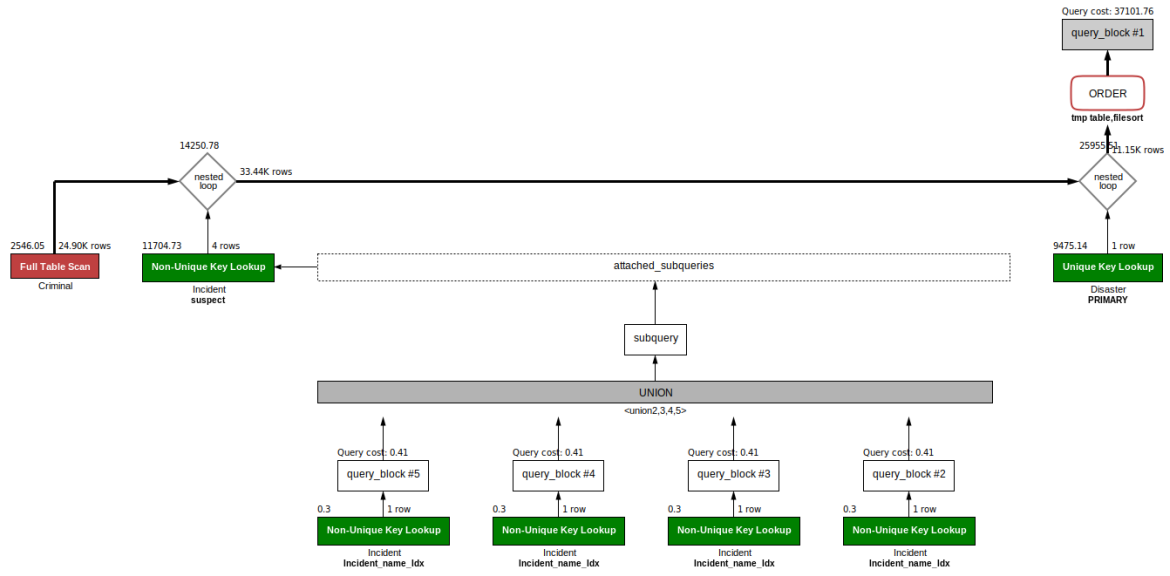 Query cost: 37101.76
query_block #1
ORDER
tmp table,filesort
14250.78
25955.51
11.15K rows
nested
loop
33.44K rows
nested
loop
2546.05 24.90K rows
11704.73 4 rows
9475.14 1 row
Full Table Scan
Non-Unique Key Lookup
attached_subqueries
Unique Key Lookup
Criminal
Incident
suspect
Disaster
PRIMARY
subquery
UNION
<union2,3,4,5>
Query cost: 0.41
Query cost: 0.41
Query cost: 0.41
Query cost: 0.41
query_block #5
query_block #4
query_block #3
query_block #2
0.3 1 row
0.3 1 row
0.3 1 row
0.3 1 row
Non-Unique Key Lookup
Non-Unique Key Lookup
Non-Unique Key Lookup
Non-Unique Key Lookup
Incident
Incident
Incident
Incident
Incident_name_Idx
Incident_name_Idx
Incident_name_Idx
Incident_name_Idx